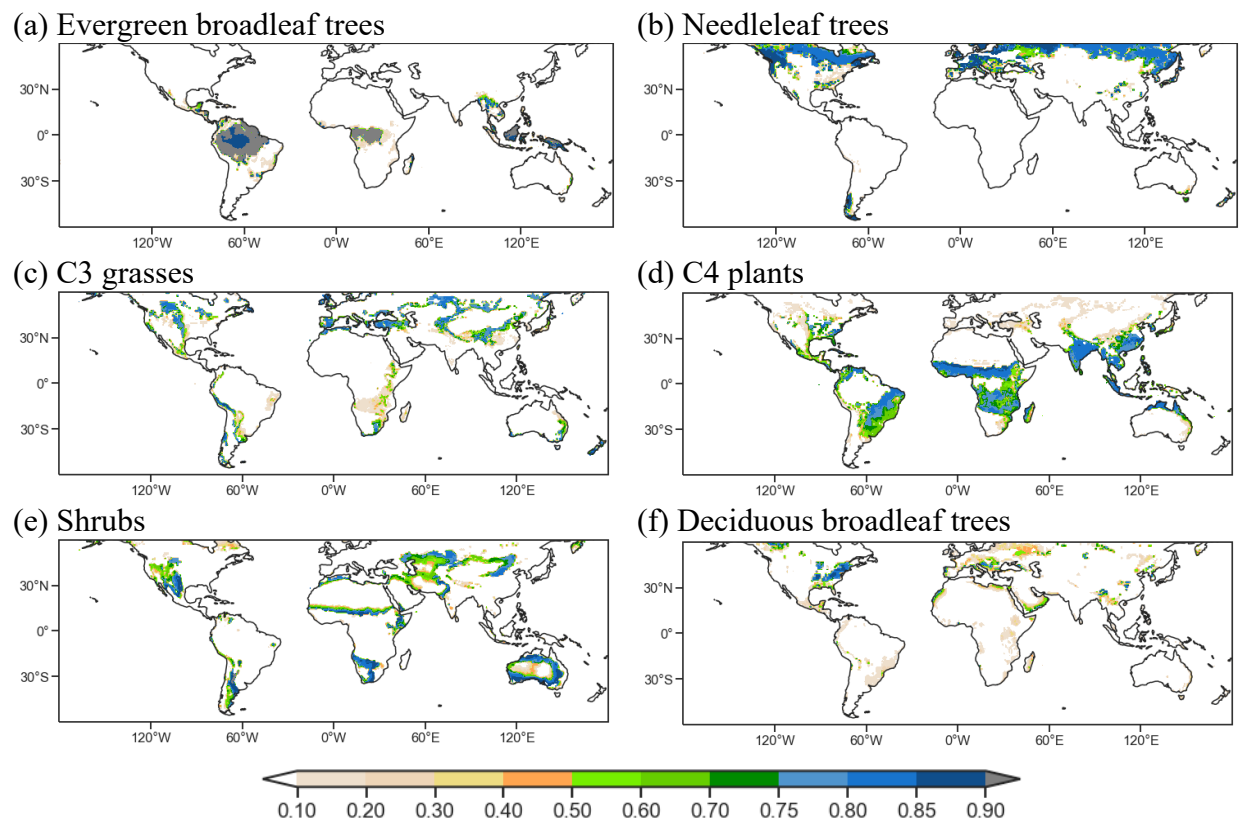 (a) Evergreen broadleaf trees
(b) Needleleaf trees
30°N
0°
30°S
120°W 60°W 0°W 60°E 120°E
30°N
0°
30°S
120°W 60°W 0°W 60°E 120°E
(c) C3 grasses
(d) C4 plants
30°N
0°
30°S
120°W 60°W 0°W 60°E 120°E
30°N
0°
30°S
120°W 60°W 0°W 60°E 120°E
(e) Shrubs
(f) Deciduous broadleaf trees
30°N
0°
30°S
120°W 60°W 0°W 60°E 120°E
30°N
0°
30°S
120°W 60°W 0°W 60°E 120°E
0.10 0.20 0.30 0.40 0.50 0.60 0.70 0.75 0.80 0.85 0.90